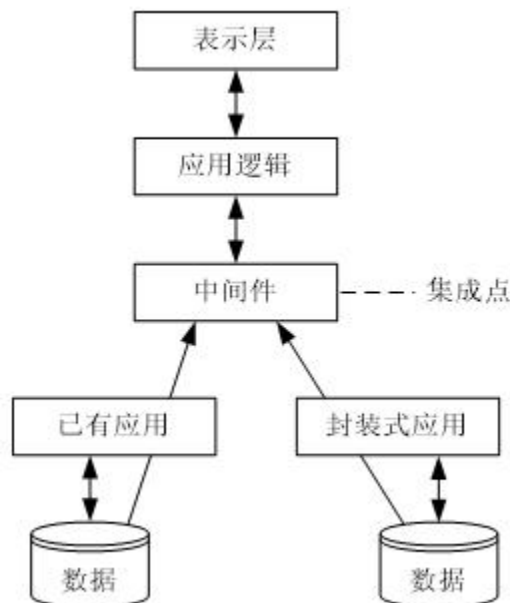 表示层
应用逻辑
中间件
集成点
已有应用
封装式应用
数据
数据